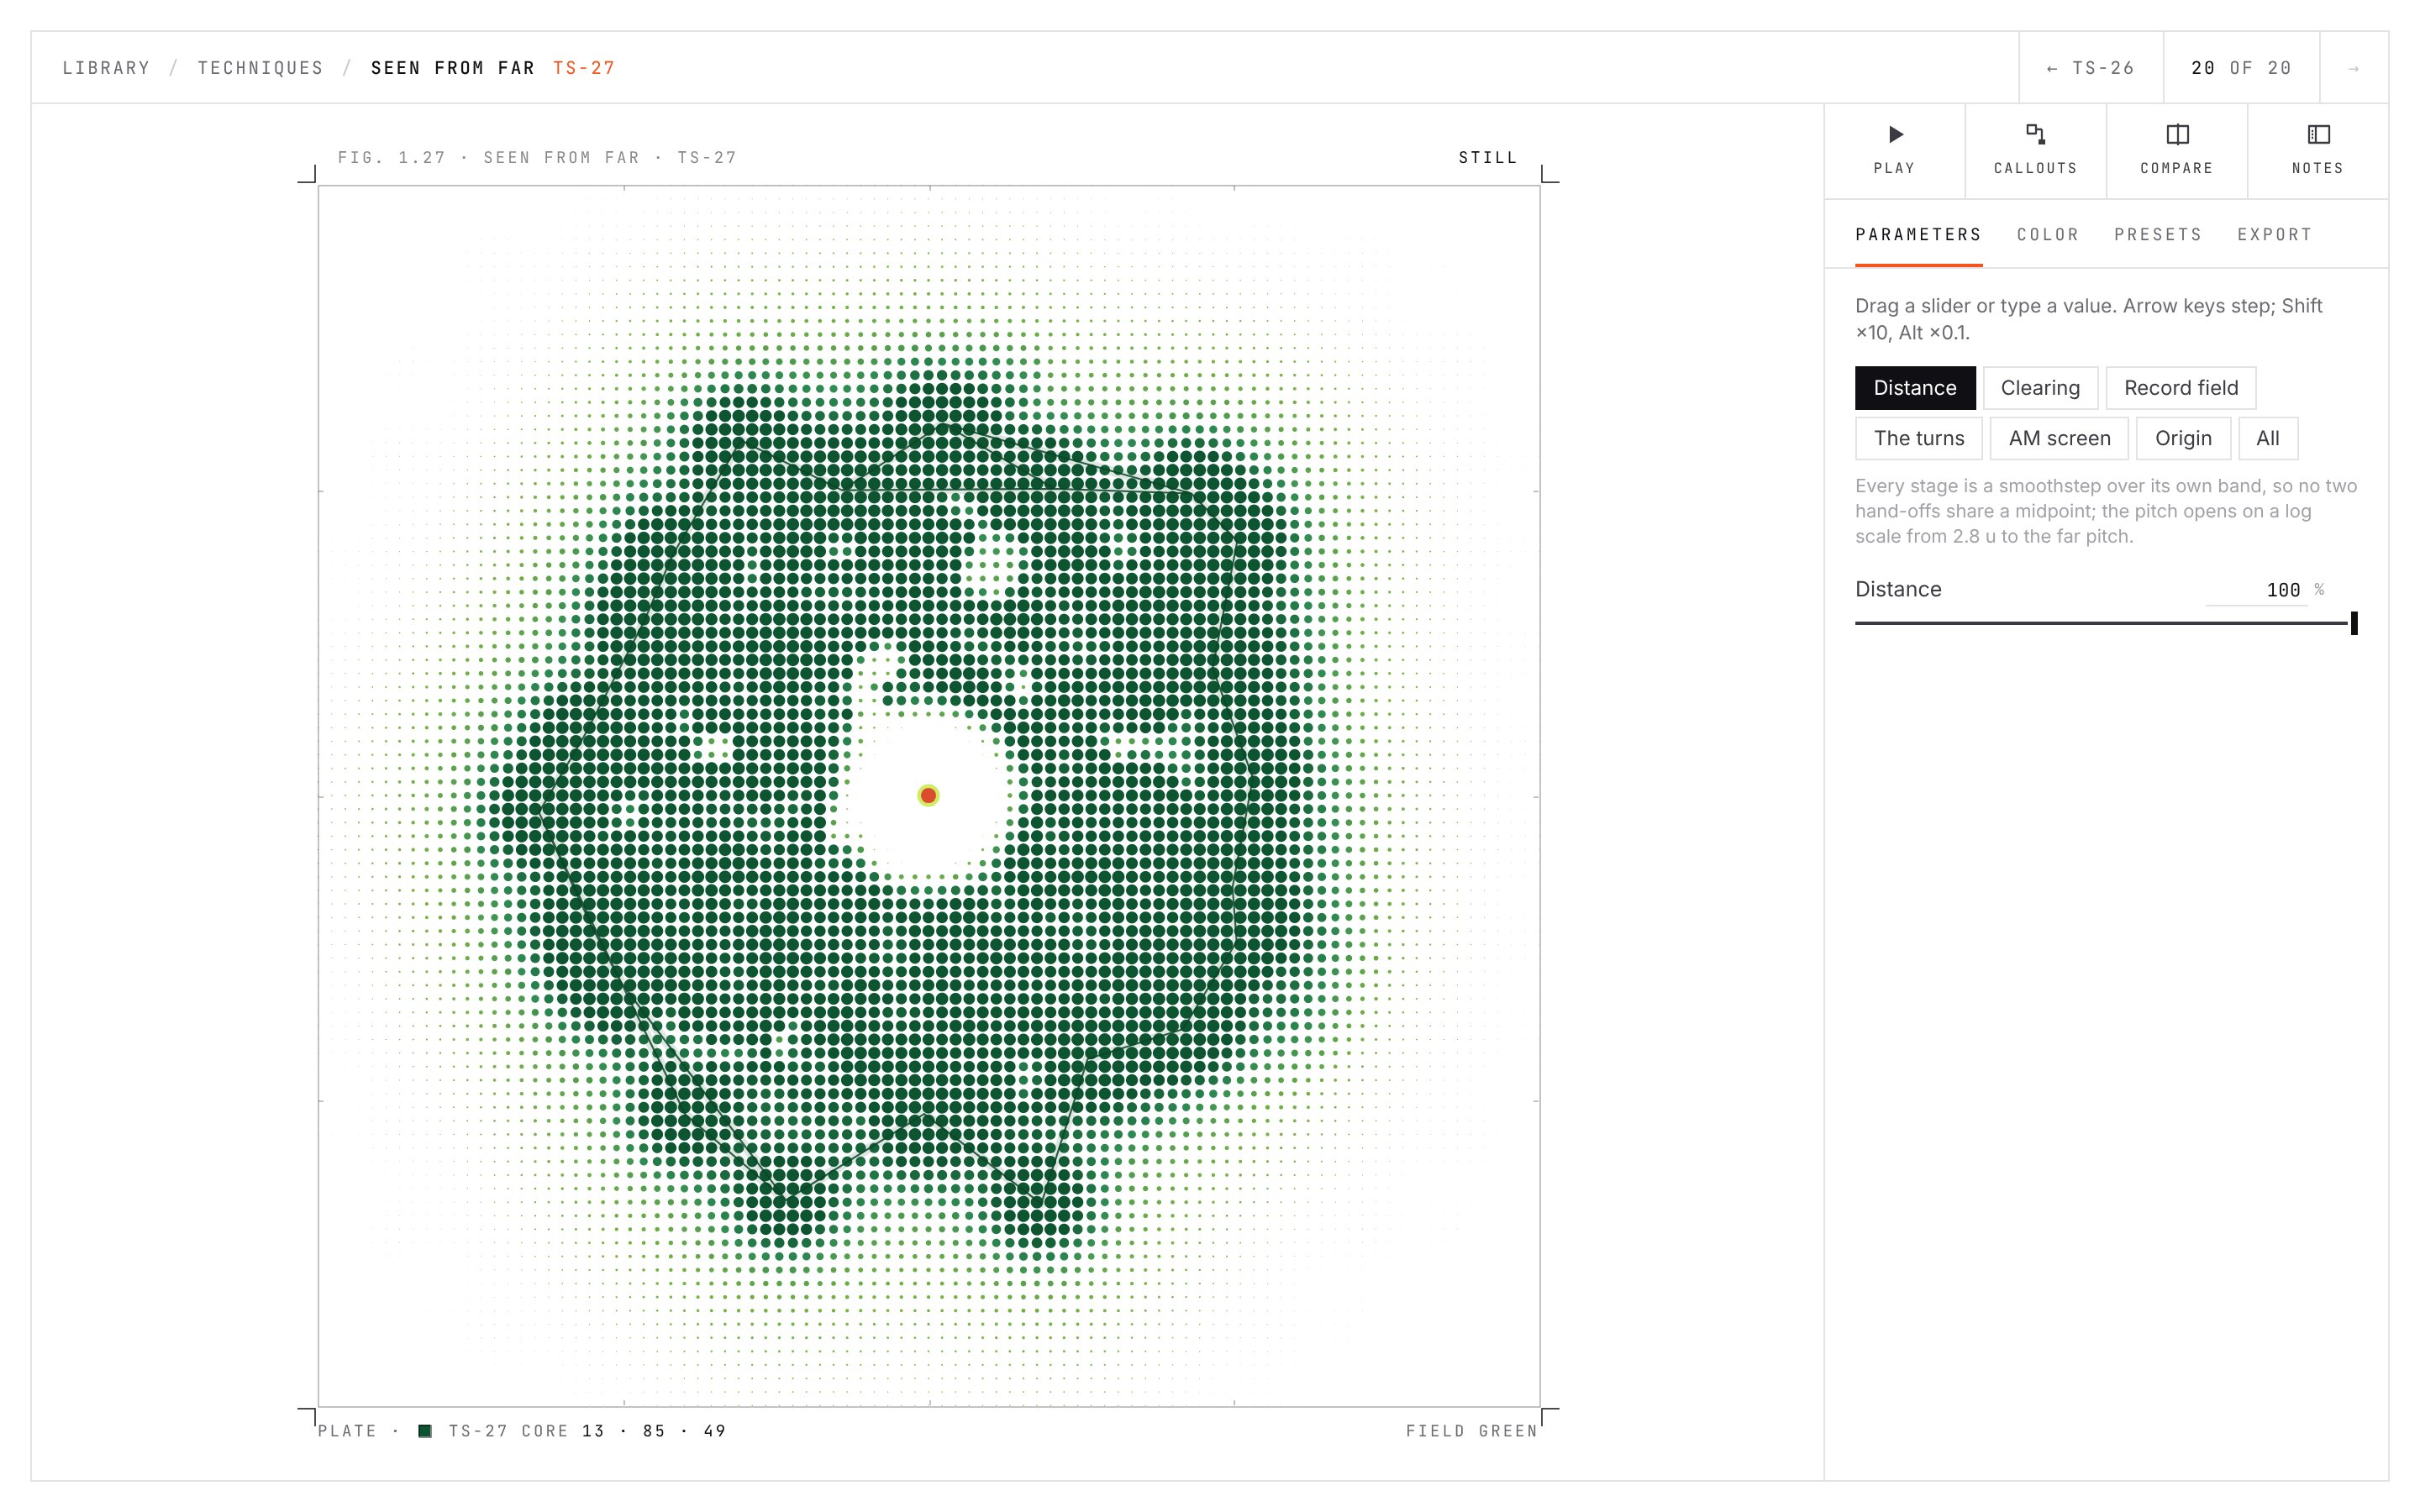 LIBRARY / TECHNIQUES / SEEN FROM FAR TS-27
← TS-26
20 OF 20
→
FIG. 1.27 · SEEN FROM FAR · TS-27
STILL
PLAY
CALLOUTS
COMPARE
NOTES
PARAMETERS
COLOR
PRESETS
EXPORT
Drag a slider or type a value. Arrow keys step; Shift
×10, Alt ×0.1.
Distance
Clearing
Record field
The turns
AM screen
Origin
All
Every stage is a smoothstep over its own band, so no two
hand-offs share a midpoint; the pitch opens on a log
scale from 2.8 u to the far pitch.
Distance
100 %
PLATE · TS-27 CORE 13 · 85 · 49
FIELD GREEN